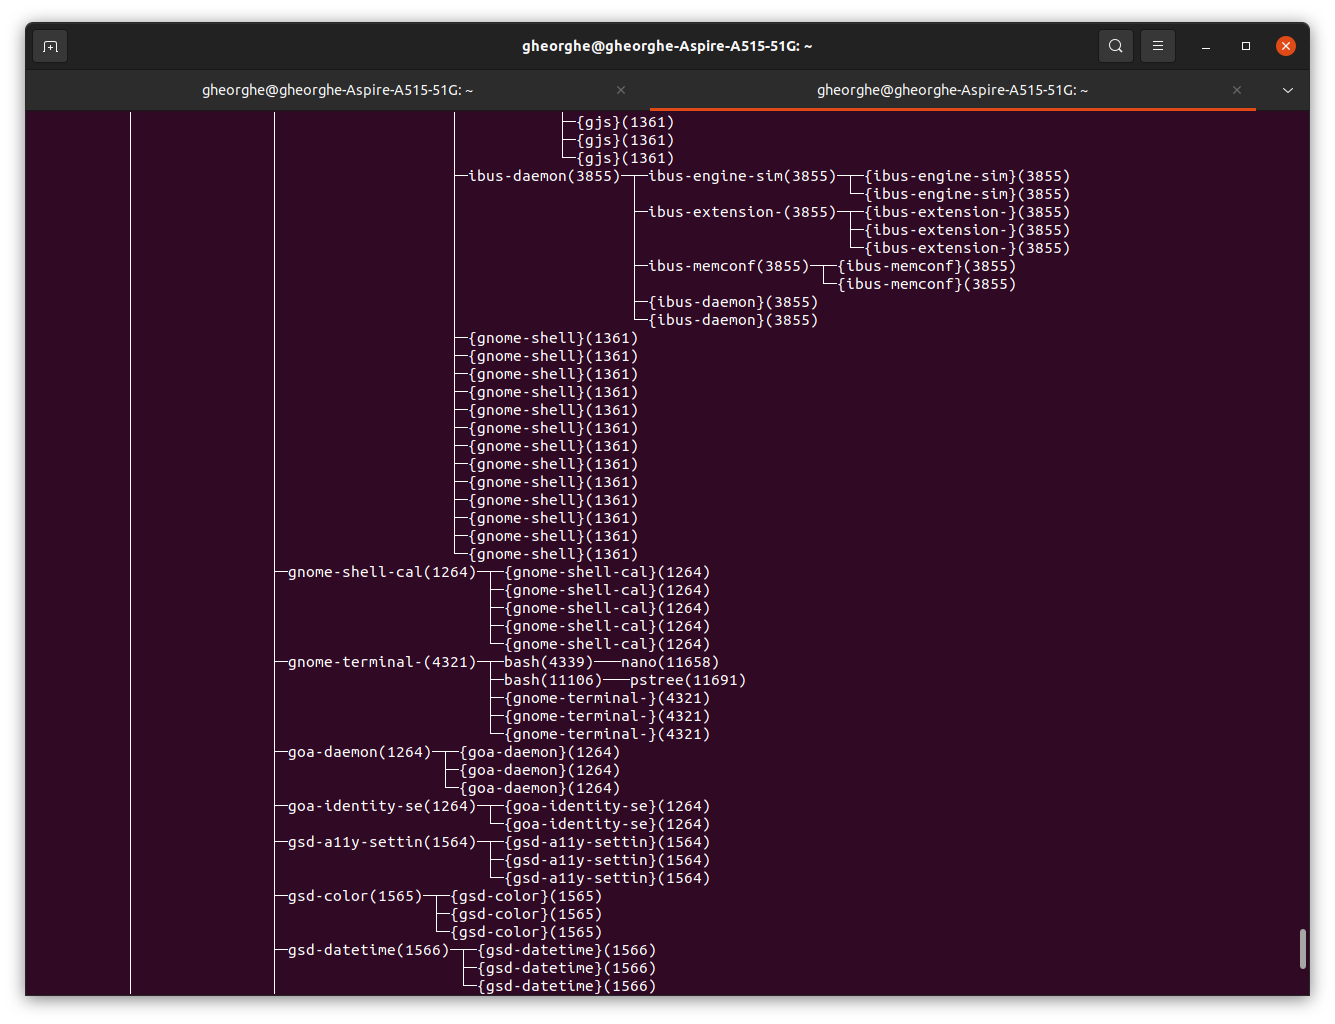 gheorghe@gheorghe-Aspire-A515-51G: ~
gheorghe@gheorghe-Aspire-A515-51G: ~ gheorghe@gheorghe-Aspire-A515-51G: ~
{gjs}(1361)
{gjs}(1361)
{gjs}(1361)
ibus-daemon(3855) ibus-engine-sim(3855) {ibus-engine-sim}(3855)
{ibus-engine-sim}(3855)
ibus-extension-(3855) {ibus-extension-}(3855)
{ibus-extension-}(3855)
{ibus-extension-}(3855)
ibus-memconf(3855) {ibus-memconf}(3855)
{ibus-memconf}(3855)
{ibus-daemon}(3855)
{ibus-daemon}(3855)
{gnome-shell}(1361)
{gnome-shell}(1361)
{gnome-shell}(1361)
{gnome-shell}(1361)
{gnome-shell}(1361)
{gnome-shell}(1361)
{gnome-shell}(1361)
{gnome-shell}(1361)
{gnome-shell}(1361)
{gnome-shell}(1361)
{gnome-shell}(1361)
{gnome-shell}(1361)
{gnome-shell}(1361)
gnome-shell-cal(1264) {gnome-shell-cal}(1264)
{gnome-shell-cal}(1264)
{gnome-shell-cal}(1264)
{gnome-shell-cal}(1264)
{gnome-shell-cal}(1264)
gnome-terminal-(4321) bash(4339) nano(11658)
bash(11106) pstree(11691)
{gnome-terminal-}(4321)
{gnome-terminal-}(4321)
{gnome-terminal-}(4321)
goa-daemon(1264) {goa-daemon}(1264)
{goa-daemon}(1264)
{goa-daemon}(1264)
goa-identity-se(1264) {goa-identity-se}(1264)
{goa-identity-se}(1264)
gsd-a11y-settin(1564) {gsd-a11y-settin}(1564)
{gsd-a11y-settin}(1564)
{gsd-a11y-settin}(1564)
gsd-color(1565) {gsd-color}(1565)
{gsd-color}(1565)
{gsd-color}(1565)
gsd-datetime(1566) {gsd-datetime}(1566)
{gsd-datetime}(1566)
{gsd-datetime}(1566)